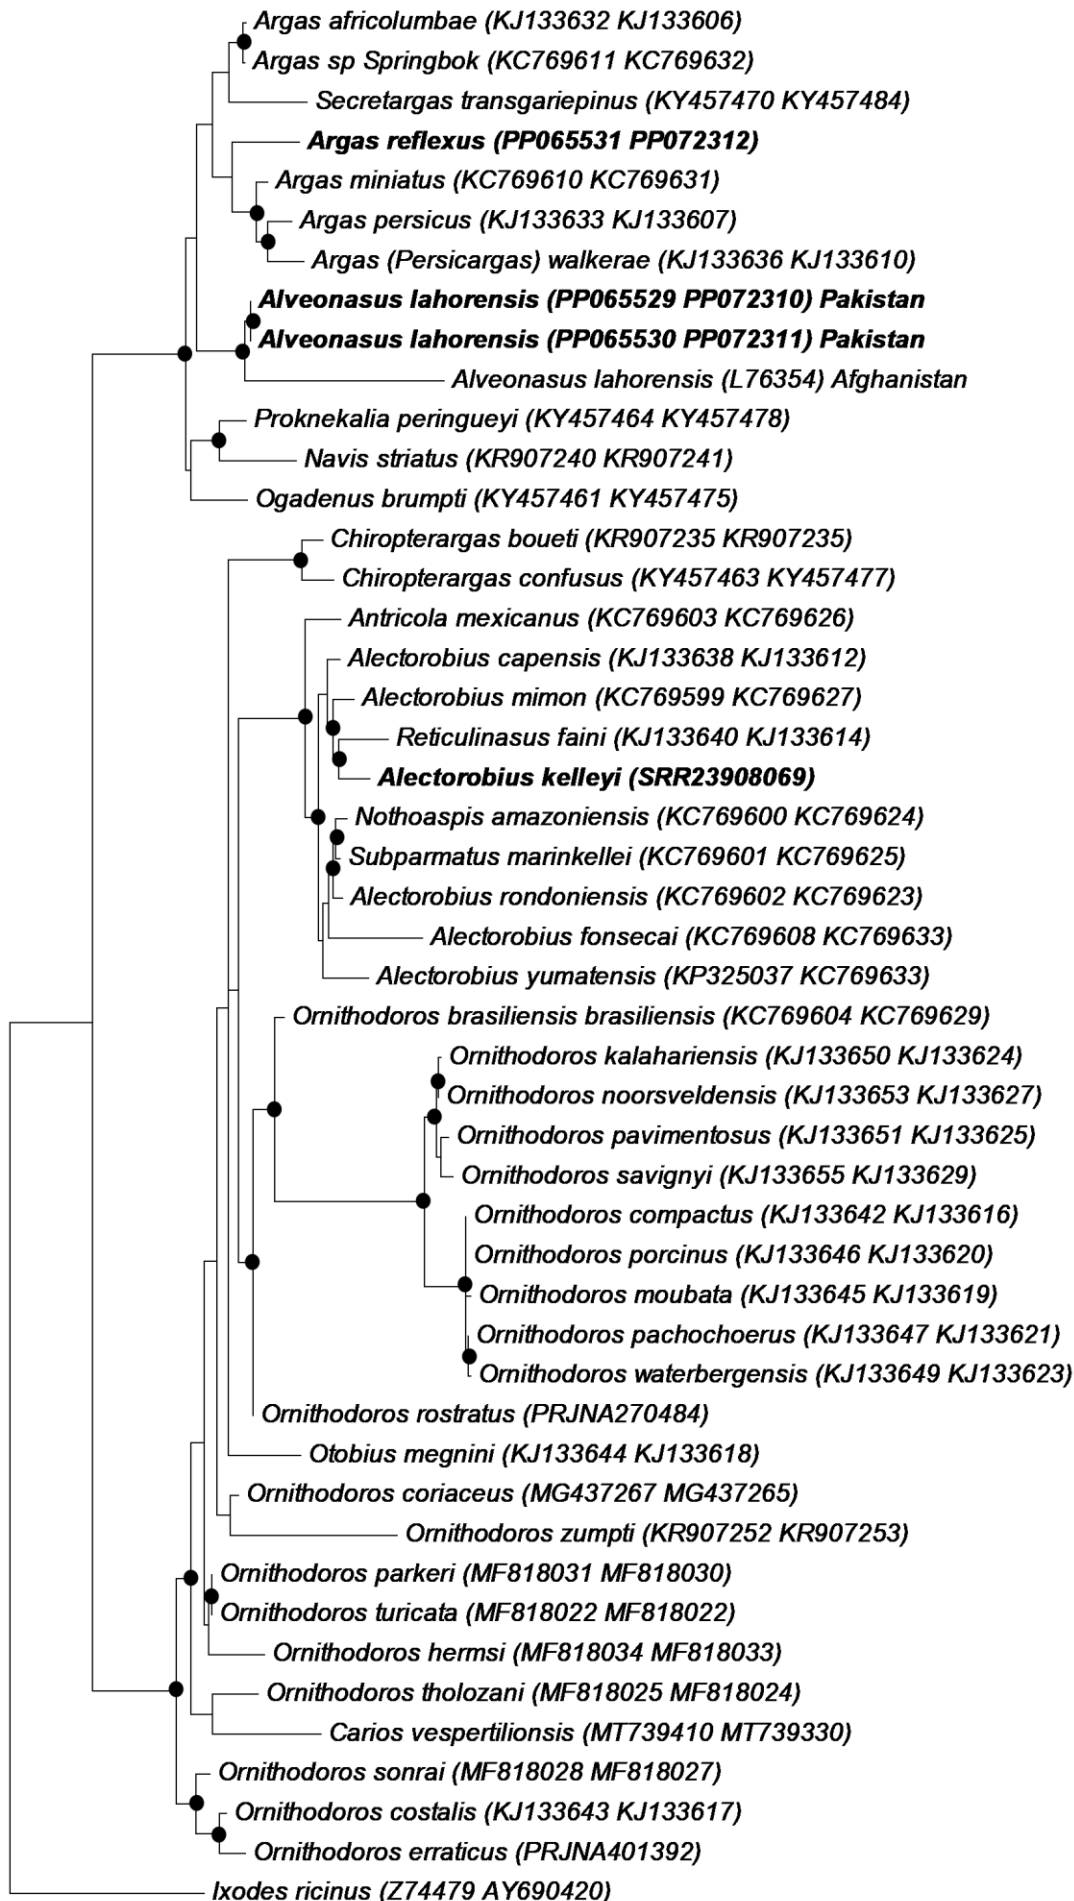 Argas africolumbae (KJ133632 KJ133606)
Argas sp Springbok (KC769611 KC769632)
Secretargas transgariepinus (KY457470 KY457484)
Argas reflexus (PP065531 PP072312)
Argas miniatus (KC769610 KC769631)
Argas persicus (KJ133633 KJ133607)
Argas (Persicargas) walkerae (KJ133636 KJ133610)
Alveonasus lahorensis (PP065529 PP072310) Pakistan
Alveonasus lahorensis (PP065530 PP072311) Pakistan
Alveonasus lahorensis (L76354) Afghanistan
Proknekalia peringueyi (KY457464 KY457478)
Navis striatus (KR907240 KR907241)
Ogadenus brumpti (KY457461 KY457475)
Chiropterargas boueti (KR907235 KR907235)
Chiropterargas confusus (KY457463 KY457477)
Antricola mexicanus (KC769603 KC769626)
Alectorobius capensis (KJ133638 KJ133612)
Alectorobius mimon (KC769599 KC769627)
Reticulinasus faini (KJ133640 KJ133614)
Alectorobius kelleyi (SRR23908069)
Nothoaspis amazoniensis (KC769600 KC769624)
Subparmatus marinkellei (KC769601 KC769625)
Alectorobius rondoniensis (KC769602 KC769623)
Alectorobius fonsecai (KC769608 KC769633)
Alectorobius yumatensis (KP325037 KC769633)
Ornithodoros brasiliensis brasiliensis (KC769604 KC769629)
Ornithodoros kalahariensis (KJ133650 KJ133624)
Ornithodoros noorsveldensis (KJ133653 KJ133627)
Ornithodoros pavimentosus (KJ133651 KJ133625)
Ornithodoros savignyi (KJ133655 KJ133629)
Ornithodoros compactus (KJ133642 KJ133616)
Ornithodoros porcinus (KJ133646 KJ133620)
Ornithodoros moubata (KJ133645 KJ133619)
Ornithodoros pachochoerus (KJ133647 KJ133621)
Ornithodoros waterbergensis (KJ133649 KJ133623)
Ornithodoros rostratus (PRJNA270484)
Otobius megnini (KJ133644 KJ133618)
Ornithodoros coriaceus (MG437267 MG437265)
Ornithodoros zumpti (KR907252 KR907253)
Ornithodoros parkeri (MF818031 MF818030)
Ornithodoros turicata (MF818022 MF818022)
Ornithodoros hermsi (MF818034 MF818033)
Ornithodoros tholozani (MF818025 MF818024)
Carios vespertilionsis (MT739410 MT739330)
Ornithodoros sonrai (MF818028 MF818027)
Ornithodoros costalis (KJ133643 KJ133617)
Ornithodoros erraticus (PRJNA401392)
Ixodes ricinus (Z74479 AY690420)